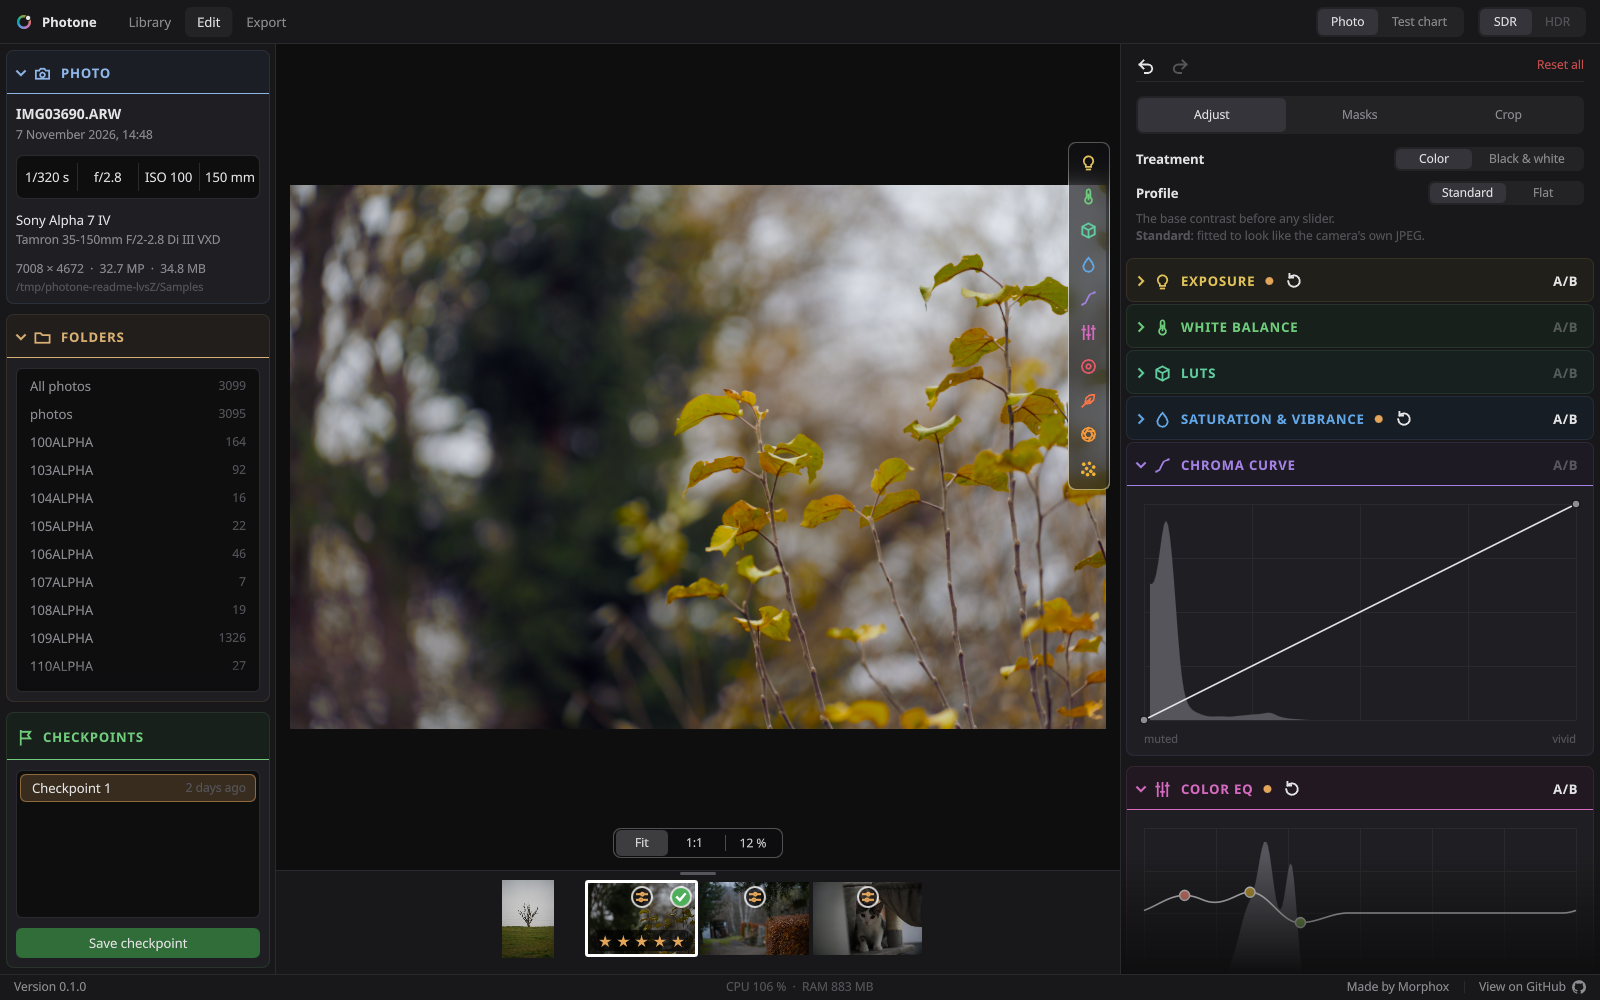 Photone Library Edit Export Photo Test chart SDR HDR
PHOTO
IMG03690.ARW
7 November 2026, 14:48
1/320 s f/2.8 ISO 100 150 mm
Sony Alpha 7 IV
Tamron 35-150mm F/2-2.8 Di III VXD
7008 × 4672 · 32.7 MP · 34.8 MB
/tmp/photone-readme-lvsZ/Samples
FOLDERS
All photos 3099
photos 3095
100ALPHA 164
103ALPHA 92
104ALPHA 16
105ALPHA 22
106ALPHA 46
107ALPHA 7
108ALPHA 19
109ALPHA 1326
110ALPHA 27
CHECKPOINTS
Checkpoint 1 2 days ago
Save checkpoint
Fit 1:1 12 %
Reset all
Adjust Masks Crop
Treatment Color Black & white
Profile Standard Flat
The base contrast before any slider.
Standard: fitted to look like the camera's own JPEG.
EXPOSURE A/B
WHITE BALANCE A/B
LUTS A/B
SATURATION & VIBRANCE A/B
CHROMA CURVE A/B
muted vivid
COLOR EQ A/B
Version 0.1.0 CPU 106 % · RAM 883 MB Made by Morphox View on GitHub